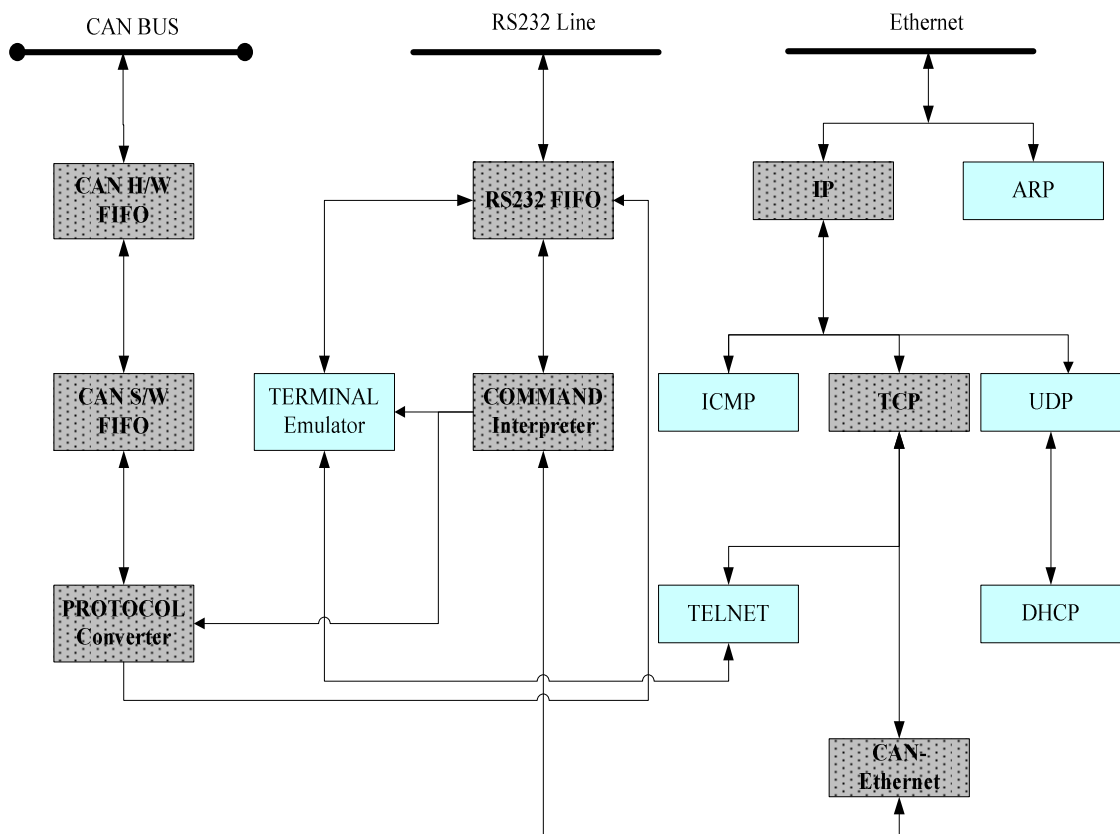 CAN BUS
RS232 Line
Ethernet
CAN H/W
FIFO
RS232 FIFO
IP
ARP
CAN S/W
FIFO
TERMINAL
Emulator
COMMAND
Interpreter
ICMP
TCP
UDP
PROTOCOL
Converter
TELNET
DHCP
CAN-
Ethernet